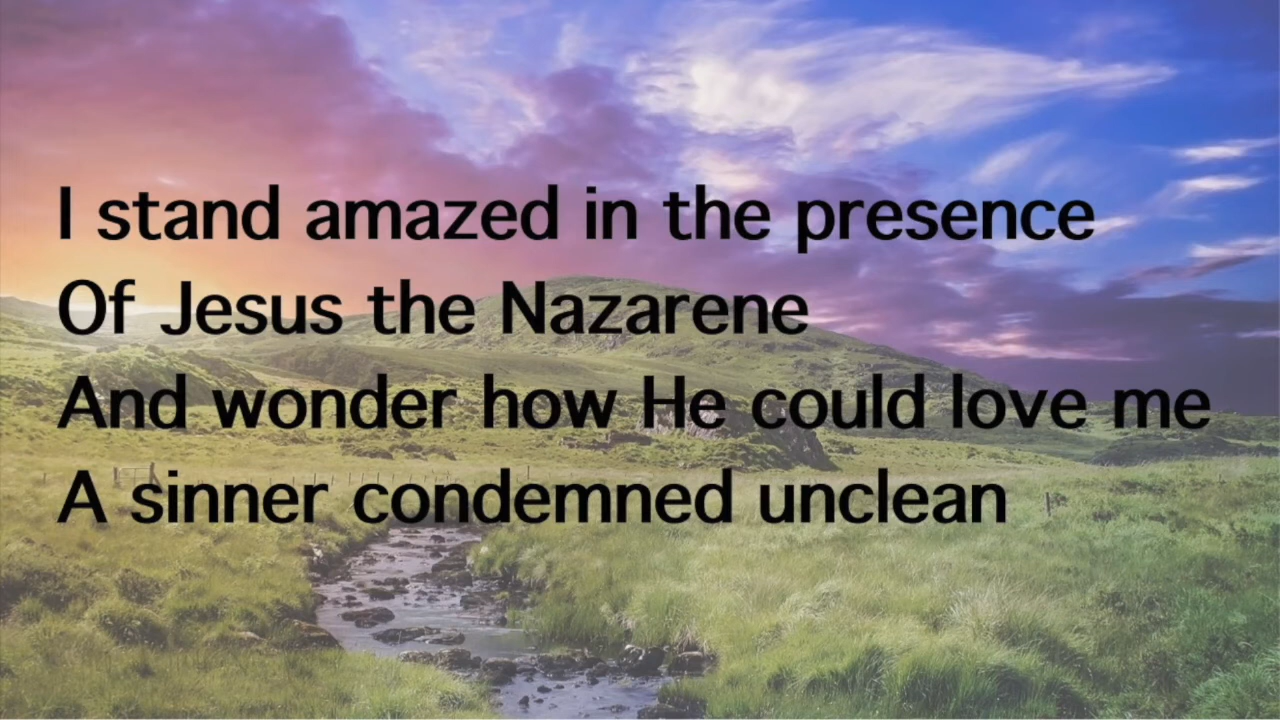 I stand amazed in the presence
Of Jesus the Nazarene
And wonder how He could love me
A sinner condemned unclean